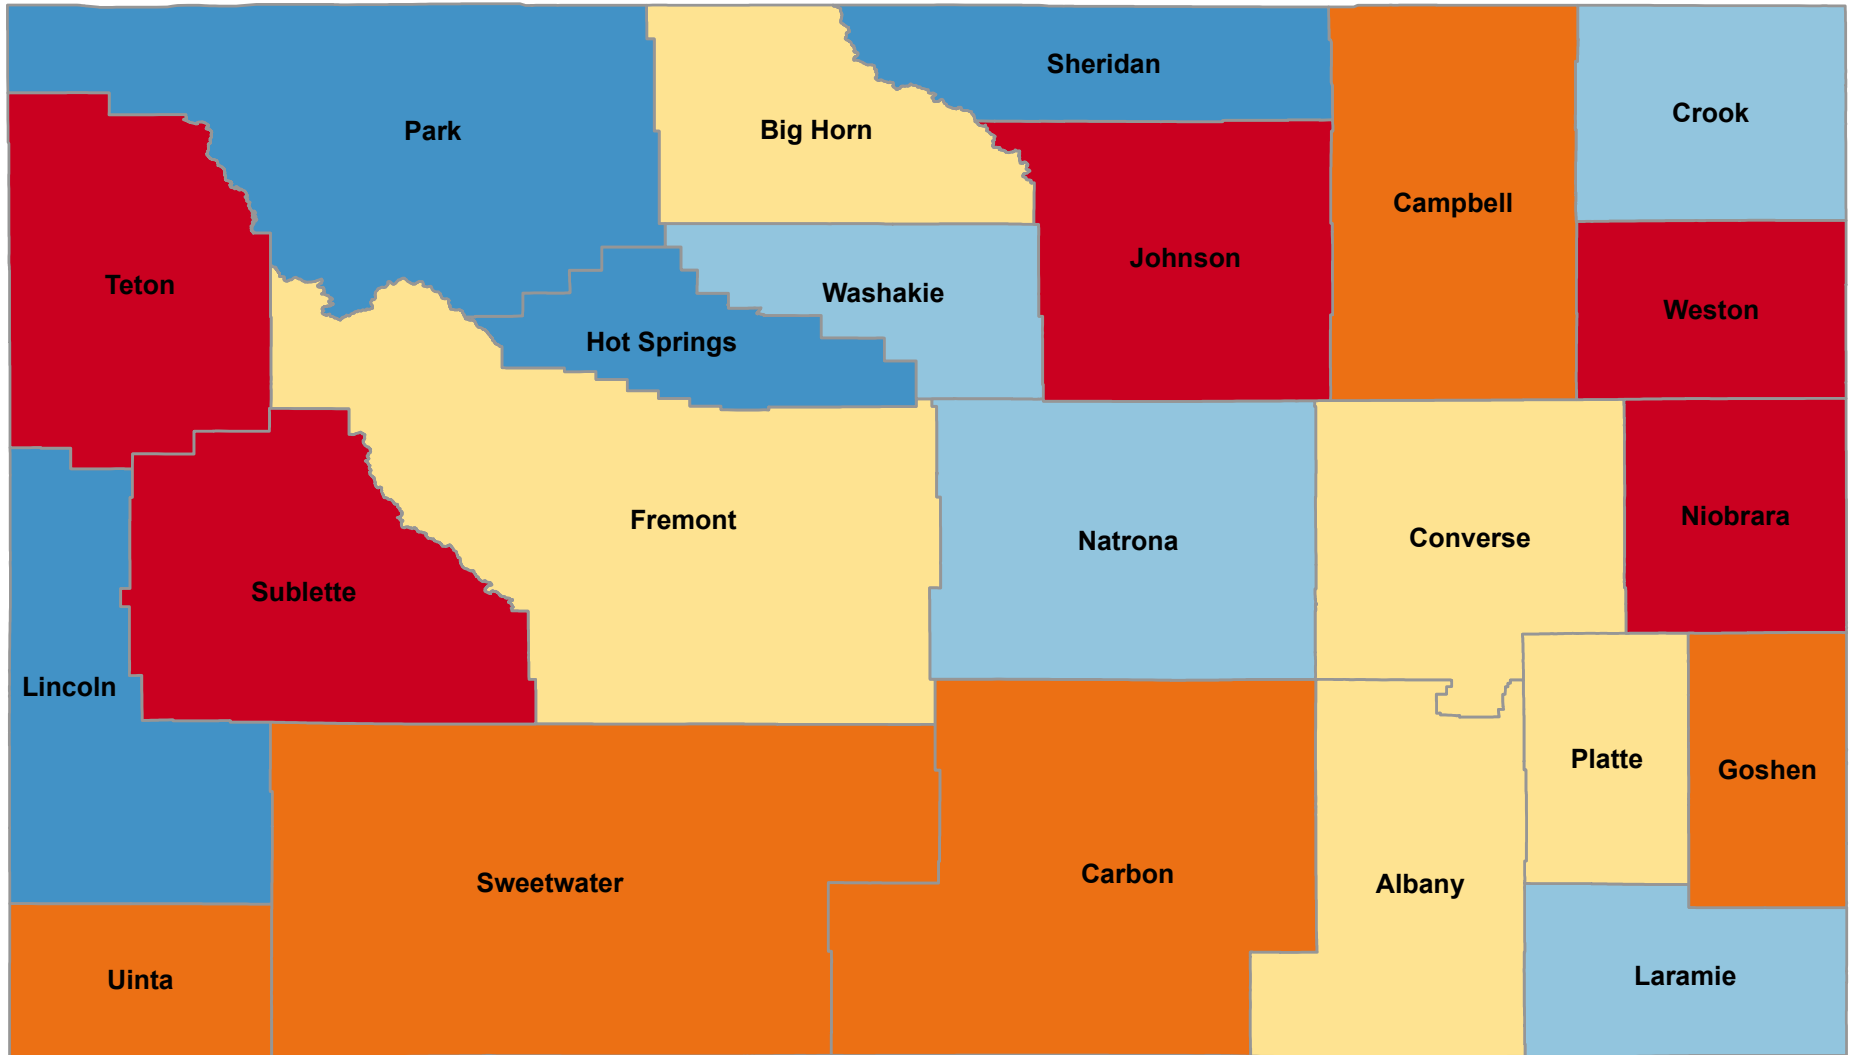 Sheridan
Crook
Park
Big Horn
Campbell
Johnson
Teton
Washakie
Weston
Hot Springs
Niobrara
Fremont
Converse
Natrona
Sublette
Lincoln
Platte
Goshen
Carbon
Sweetwater
Albany
Laramie
Uinta